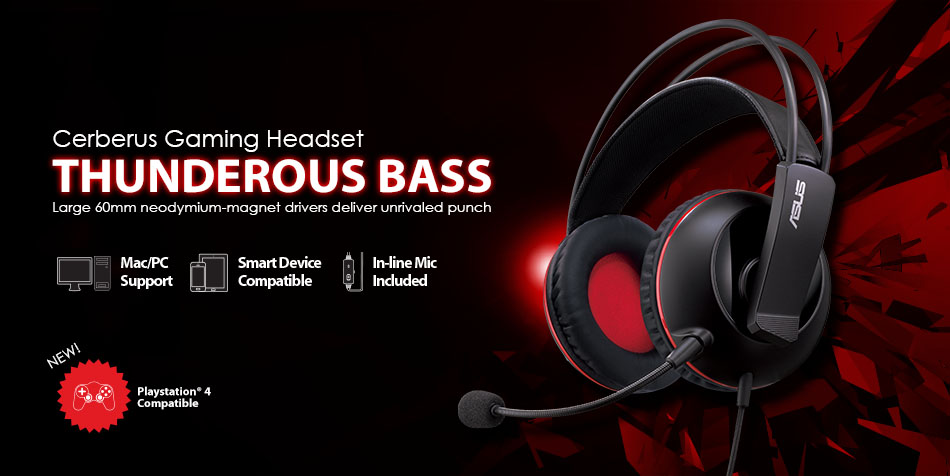 Cerberus Gaming Headset
THUNDEROUS BASS
Large 60mm neodymium-magnet drivers deliver unrivaled punch
Mac/PC
Support
Smart Device
Compatible
In-line Mic
Included
NEW!
Playstation® 4
Compatible
ASUS